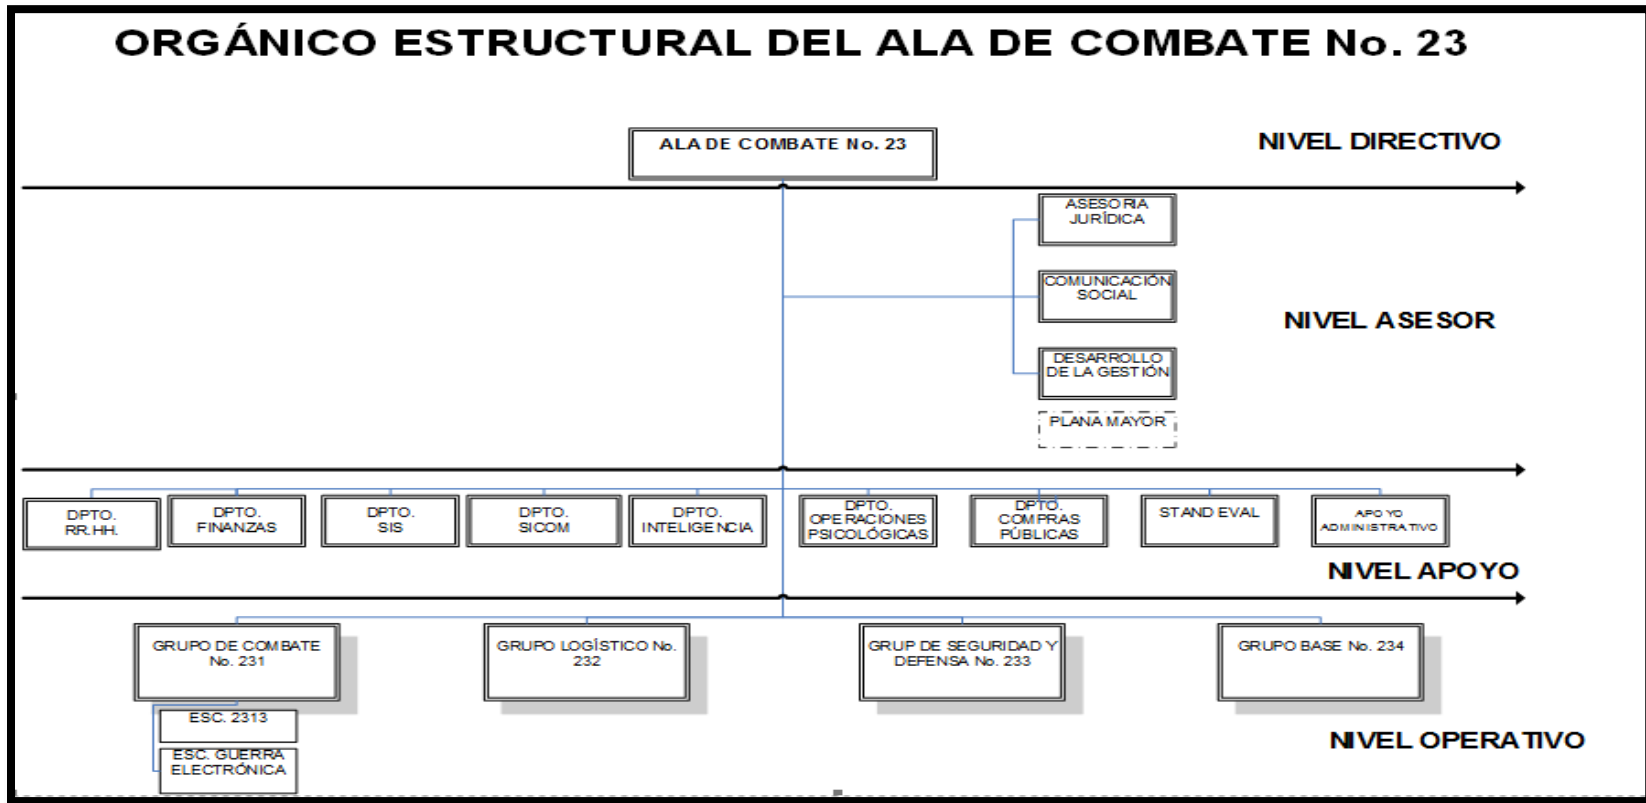 ORGÁNICO ESTRUCTURAL DEL ALA DE COMBATE No. 23
ALA DE COMBATE No. 23
NIVEL DIRECTIVO
ASESORIA
JURÍDICA
COMUNICACIÓN
SOCIAL
NIVEL ASESOR
DESARROLLO
DE LA GESTIÓN
PLANA MAYOR
DPTO.
RR.HH.
DPTO.
FINANZAS
DPTO.
SIS
DPTO.
SICOM
DPTO.
INTELIGENCIA
DPTO.
OPERACIONES
PSICOLÓGICAS
DPTO.
COMPRAS
PÚBLICAS
STAND EVAL
APOYO
ADMINISTRATIVO
NIVEL APOYO
GRUPO DE COMBATE
No. 231
GRUPO LOGÍSTICO No.
232
GRUP DE SEGURIDAD Y
DEFENSA No. 233
GRUPO BASE No. 234
ESC. 2313
ESC. GUERRA
ELECTRÓNICA
NIVEL OPERATIVO